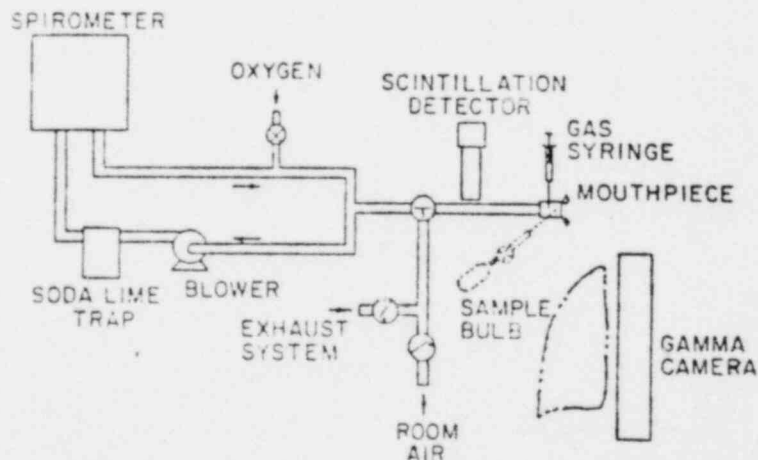 SPIROMETER
OXYGEN
SCINTILLATION
DETECTOR
GAS
SYRINGE
MOUTHPIECE
SODA LIME
TRAP
BLOWER
EXHAUST
SYSTEM
SAMPLE
BULB
GAMMA
CAMERA
ROOM
AIR